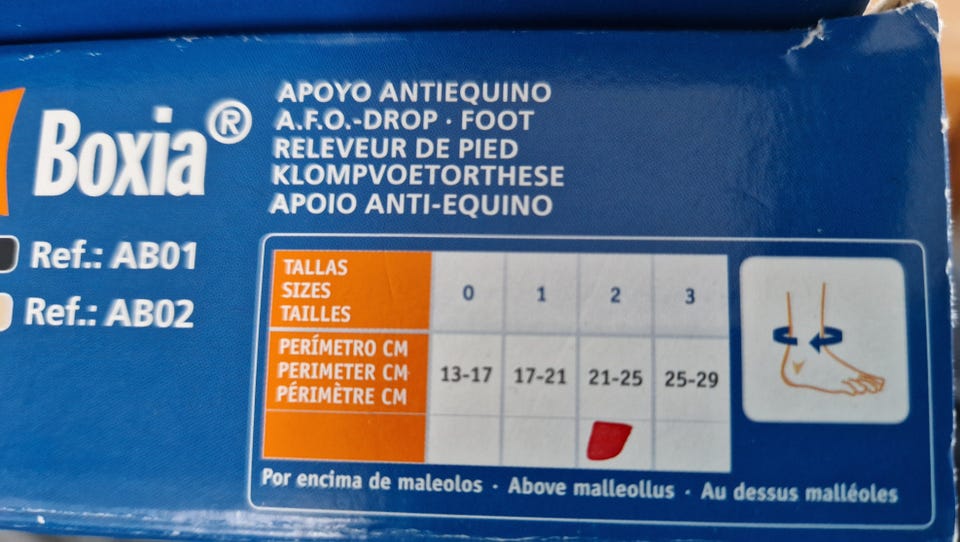 Boxia®
APOYO ANTIEQUINO
A.F.O.-DROP · FOOT
RELEVEUR DE PIED
KLOMPVOETORTHESE
APOIO ANTI-EQUINO
Ref.: AB01
Ref.: AB02
TALLAS
SIZES
TAILLES
0 1 2 3
PERÍMETRO CM
PERIMETER CM
PÉRIMÈTRE CM
13-17 17-21 21-25 25-29
Por encima de maleolos · Above malleollus · Au dessus malléoles